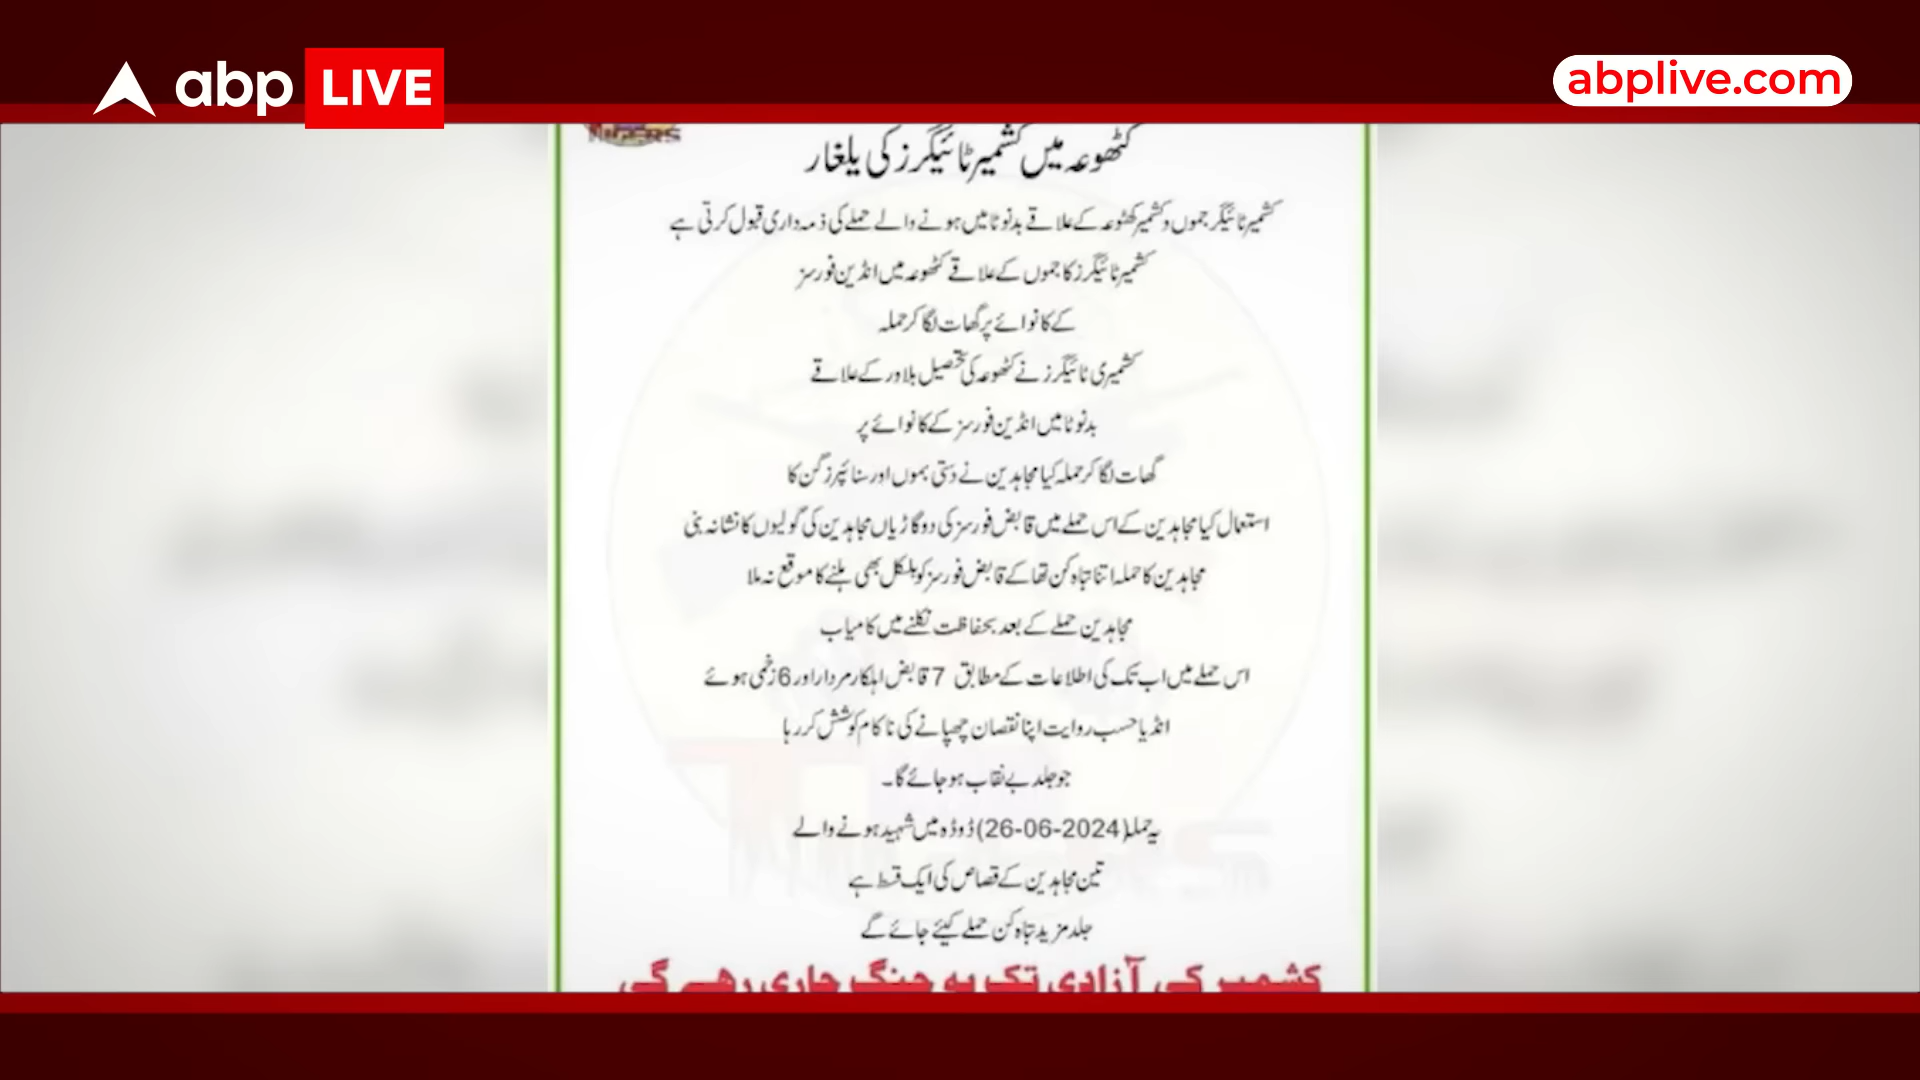 abp LIVE
abplive.com
TIGERS
کٹھوعہ میں کشمیر ٹائیگرز کی یلغار
کشمیر ٹائیگر جموں و کشمیر کٹھوعہ کے علاقے بدنوٹا میں ہونے والے حملے کی ذمہ داری قبول کرتی ہے
کشمیر ٹائیگرز کا جموں کے علاقے کٹھوعہ میں انڈین فورسز
کے کانوائے پر گھات لگا کر حملہ
کشمیری ٹائیگرز نے کٹھوعہ کی تحصیل بلاور کے علاقے
بدنوٹا میں انڈین فورسز کے کانوائے پر
گھات لگا کر حملہ کیا مجاہدین نے دستی بموں اور سنائپرز گن کا
استعمال کیا مجاہدین کے اس حملے میں قابض فورسز کی دو گاڑیاں مجاہدین کی گولیوں کا نشانہ بنی
مجاہدین کا حملہ اتنا تباہ کن تھا کے قابض فورسز کو بلکل بھی ہلنے کا موقع نہ ملا
مجاہدین حملے کے بعد بحفاظت نکلنے میں کامیاب
اس حملے میں اب تک کی اطلاعات کے مطابق 7 قابض اہلکار مردار اور 6 زخمی ہوئے
انڈیا حسب روایت اپنا نقصان چھپانے کی ناکام کوشش کر رہا
جو جلد بے نقاب ہو جائے گا۔
یہ حملہ (26-06-2024) ڈوڈہ میں شہید ہونے والے
تین مجاہدین کے قصاص کی ایک قسط ہے
جلد مزید تباہ کن حملے کیئے جائے گے
کشمیر کی آزادی تک یہ جنگ جاری رھے گی